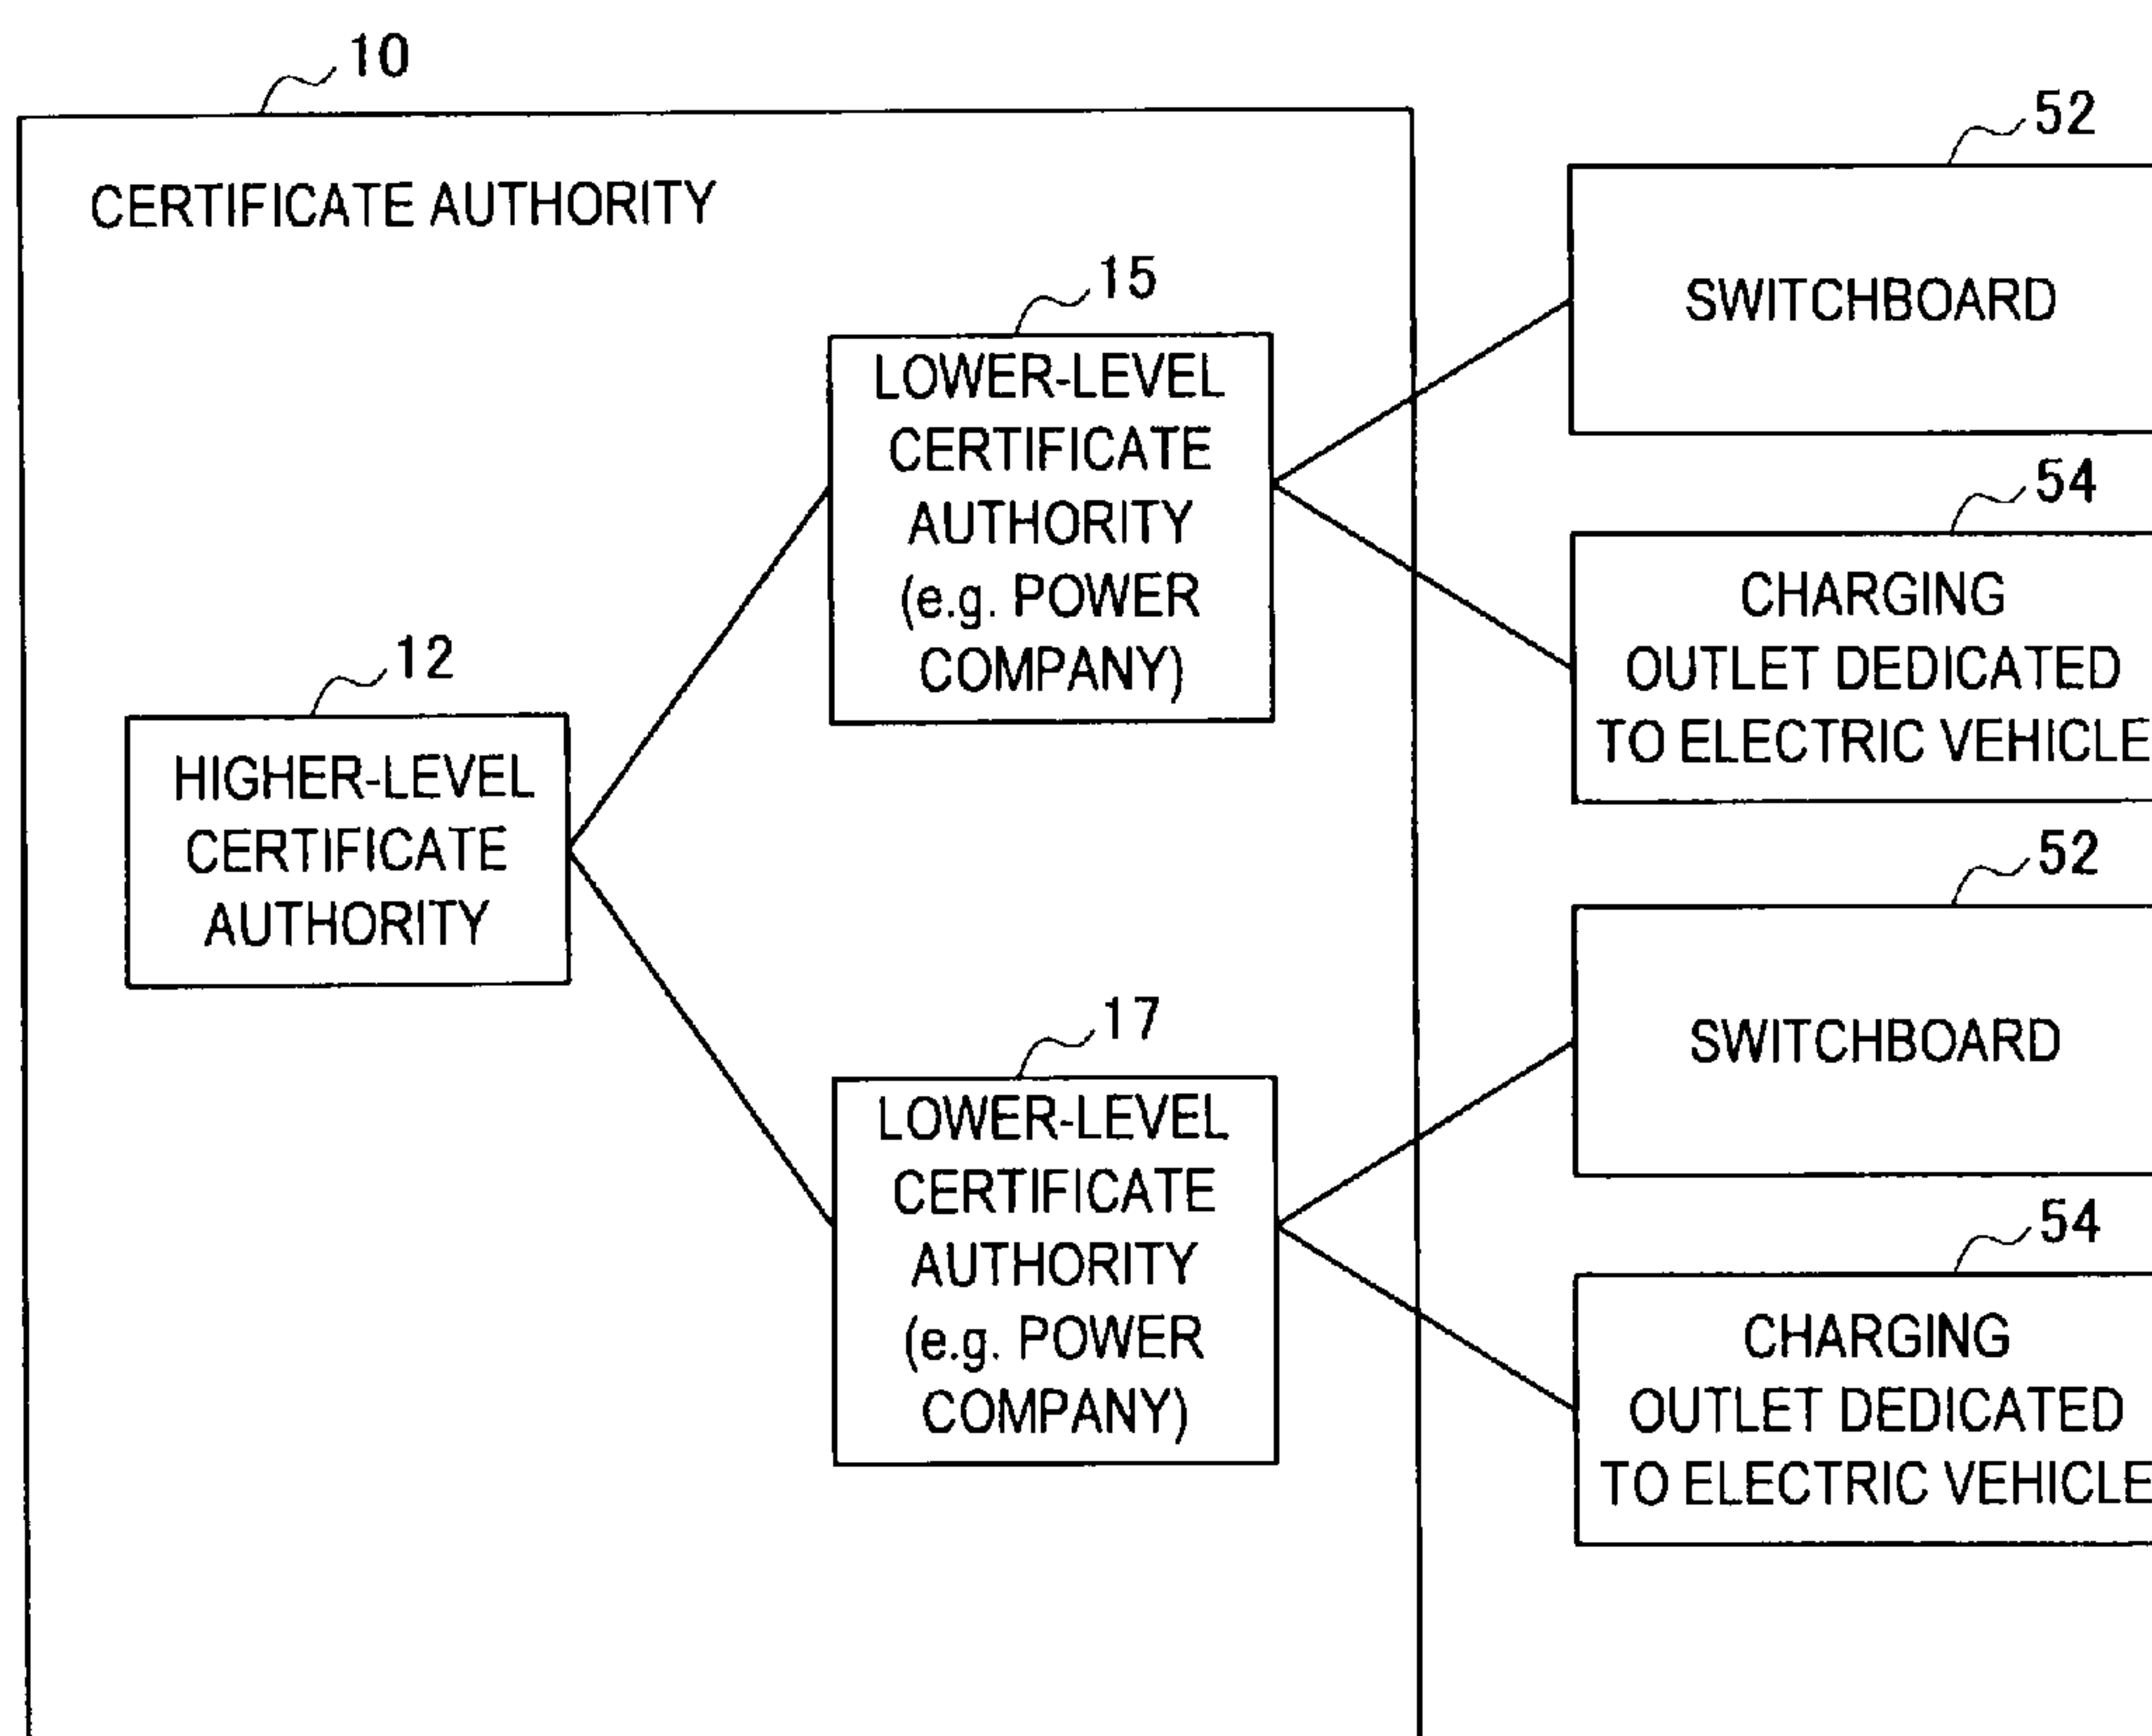 10
CERTIFICATE AUTHORITY
12
HIGHER-LEVEL
CERTIFICATE
AUTHORITY
15
LOWER-LEVEL
CERTIFICATE
AUTHORITY
(e.g. POWER
COMPANY)
17
LOWER-LEVEL
CERTIFICATE
AUTHORITY
(e.g. POWER
COMPANY)
52
SWITCHBOARD
54
CHARGING
OUTLET DEDICATED
TO ELECTRIC VEHICLE
52
SWITCHBOARD
54
CHARGING
OUTLET DEDICATED
TO ELECTRIC VEHICLE